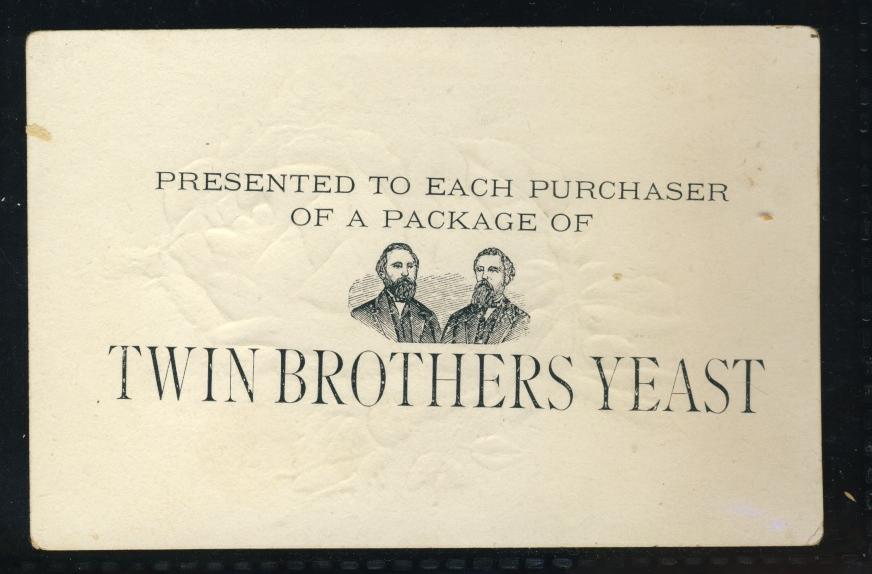 PRESENTED TO EACH PURCHASER
OF A PACKAGE OF
TWIN BROTHERS YEAST